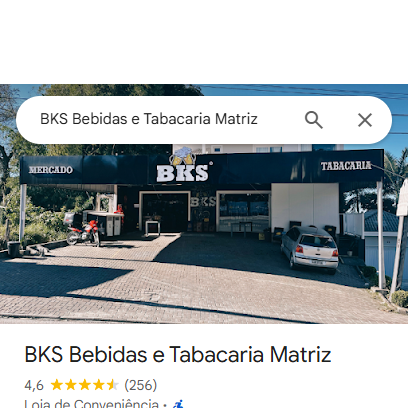 BKS Bebidas e Tabacaria Matriz
MERCADO
BKS
TABACARIA
BKS
BKS Bebidas e Tabacaria Matriz
4,6 (256)
Loja de Conveniência ·